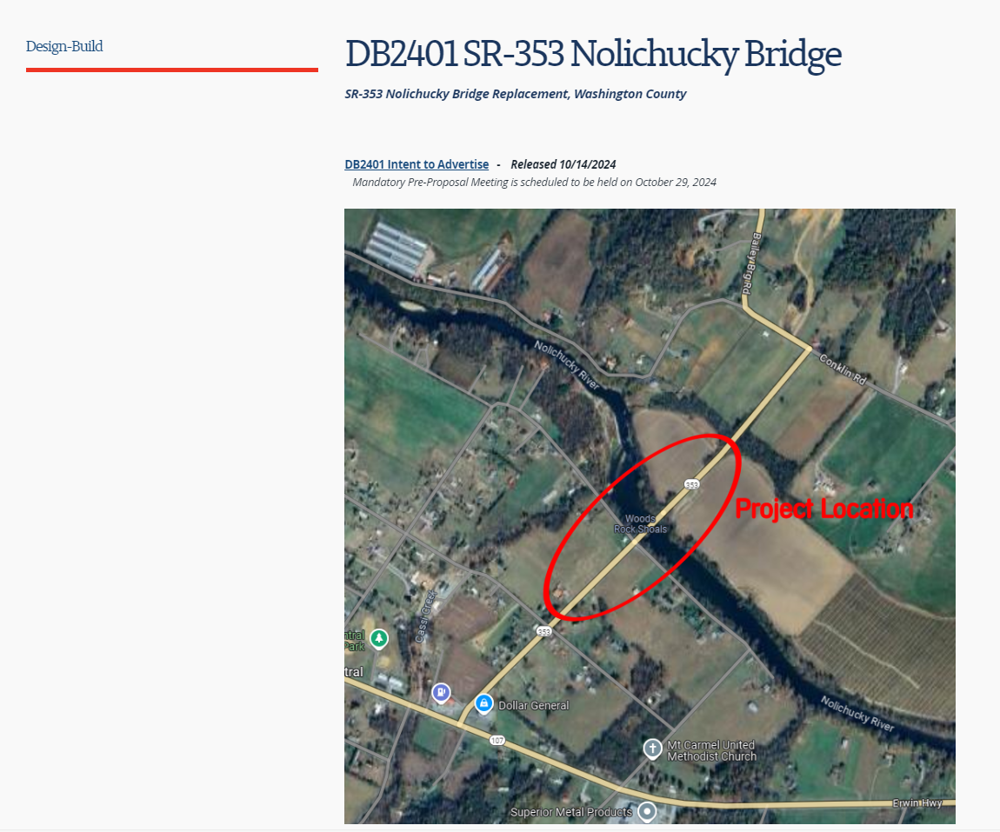 Design-Build
DB2401 SR-353 Nolichucky Bridge
SR-353 Nolichucky Bridge Replacement, Washington County
DB2401 Intent to Advertise - Released 10/14/2024
Mandatory Pre-Proposal Meeting is scheduled to be held on October 29, 2024
Bailey Brg Rd
Nolichucky River
Conklin Rd
353
Project Location
Woods
Rock Shoals
Cassi Creek
353
ntral
Park
tral
Dollar General
Nolichucky River
107
Mt Carmel United
Methodist Church
Erwin Hwy
Superior Metal Products